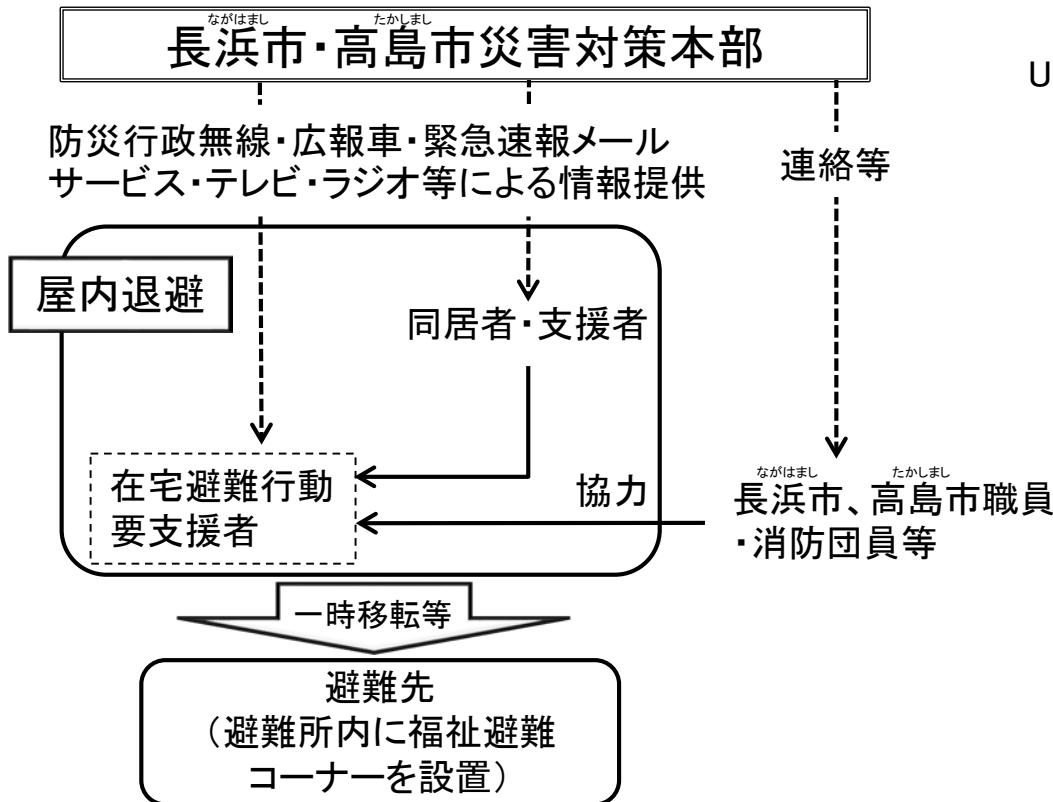 ながはまし たかしまし
長浜市・高島市災害対策本部
U
防災行政無線・広報車・緊急速報メール
サービス・テレビ・ラジオ等による情報提供
連絡等
屋内退避
同居者・支援者
在宅避難行動
要支援者
協力
ながはまし たかしまし
長浜市、高島市職員
・消防団員等
一時移転等
避難先
（避難所内に福祉避難
コーナーを設置）